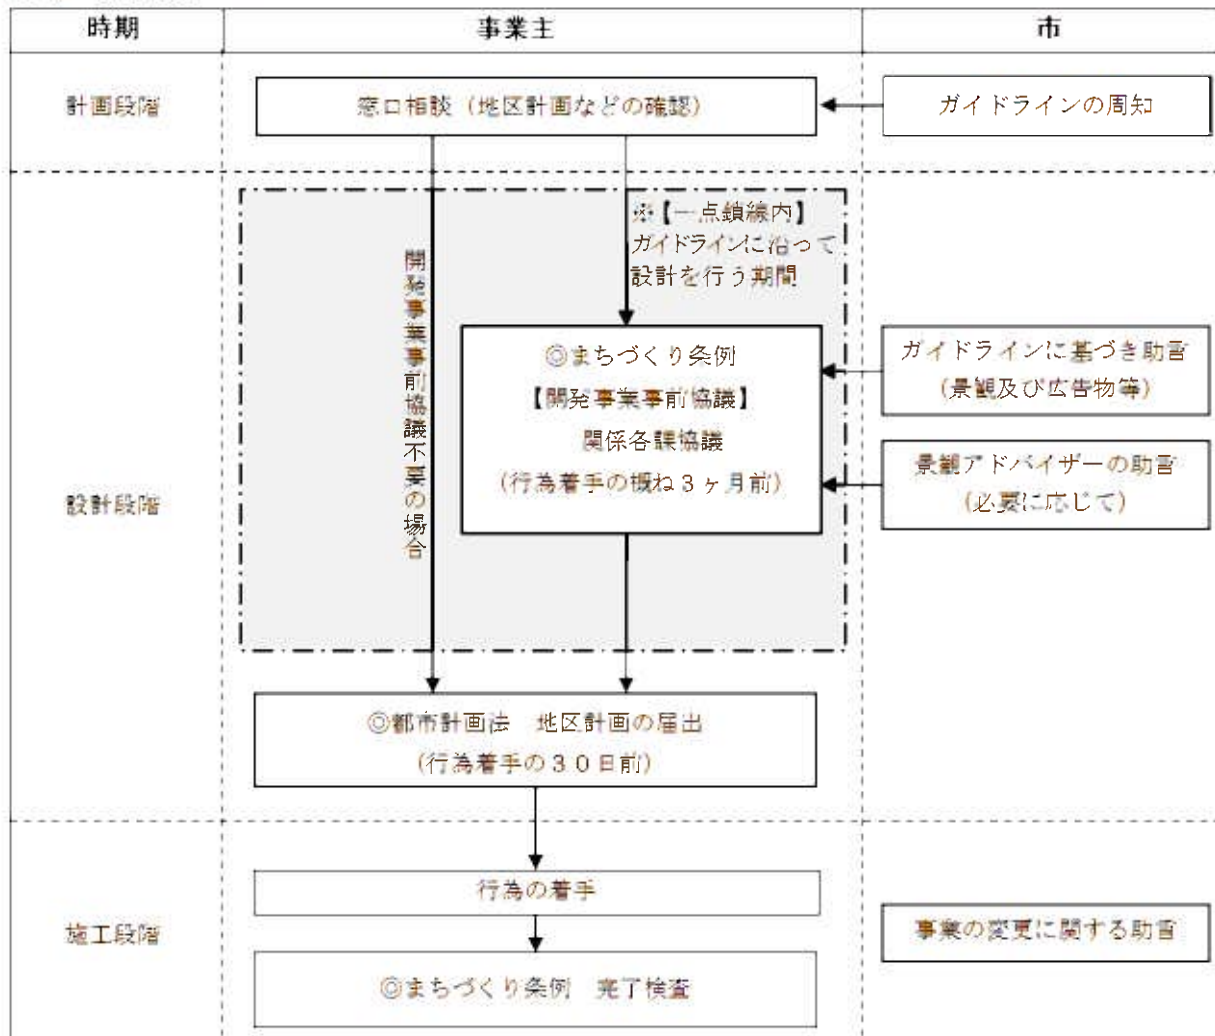 時期
事業主
市
計画段階
窓口相談（地区計画などの確認）
ガイドラインの周知
※【一点鎖線内】
ガイドラインに沿って
設計を行う期間
開発事業事前協議不要の場合
設計段階
◎まちづくり条例
【開発事業事前協議】
関係各課協議
(行為着手の概ね３ヶ月前)
ガイドラインに基づき助言
(景観及び広告物等)
景観アドバイザーの助言
(必要に応じて)
◎都市計画法　地区計画の届出
(行為着手の３０日前)
施工段階
行為の着手
事業の変更に関する助言
◎まちづくり条例　完了検査